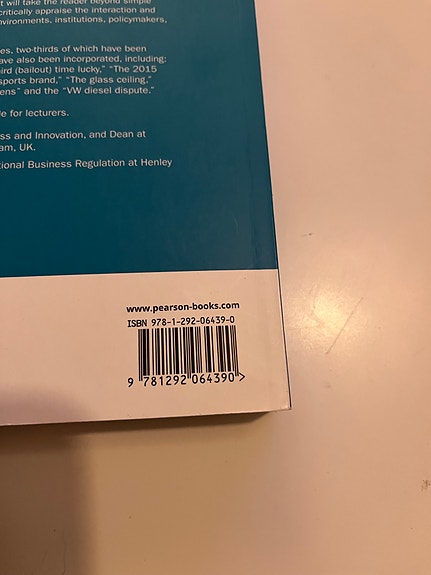 t will take the reader beyond simple
critically appraise the interaction and
nvironments, institutions, policymakers,
es, two-thirds of which have been
ave also been incorporated, including:
ird (bailout) time lucky," "The 2015
sports brand," "The glass ceiling,"
ens" and the "VW diesel dispute."
le for lecturers.
ss and Innovation, and Dean at
am, UK.
tional Business Regulation at Henley
www.pearson-books.com
ISBN 978-1-292-06439-0
9 781292 064390 >